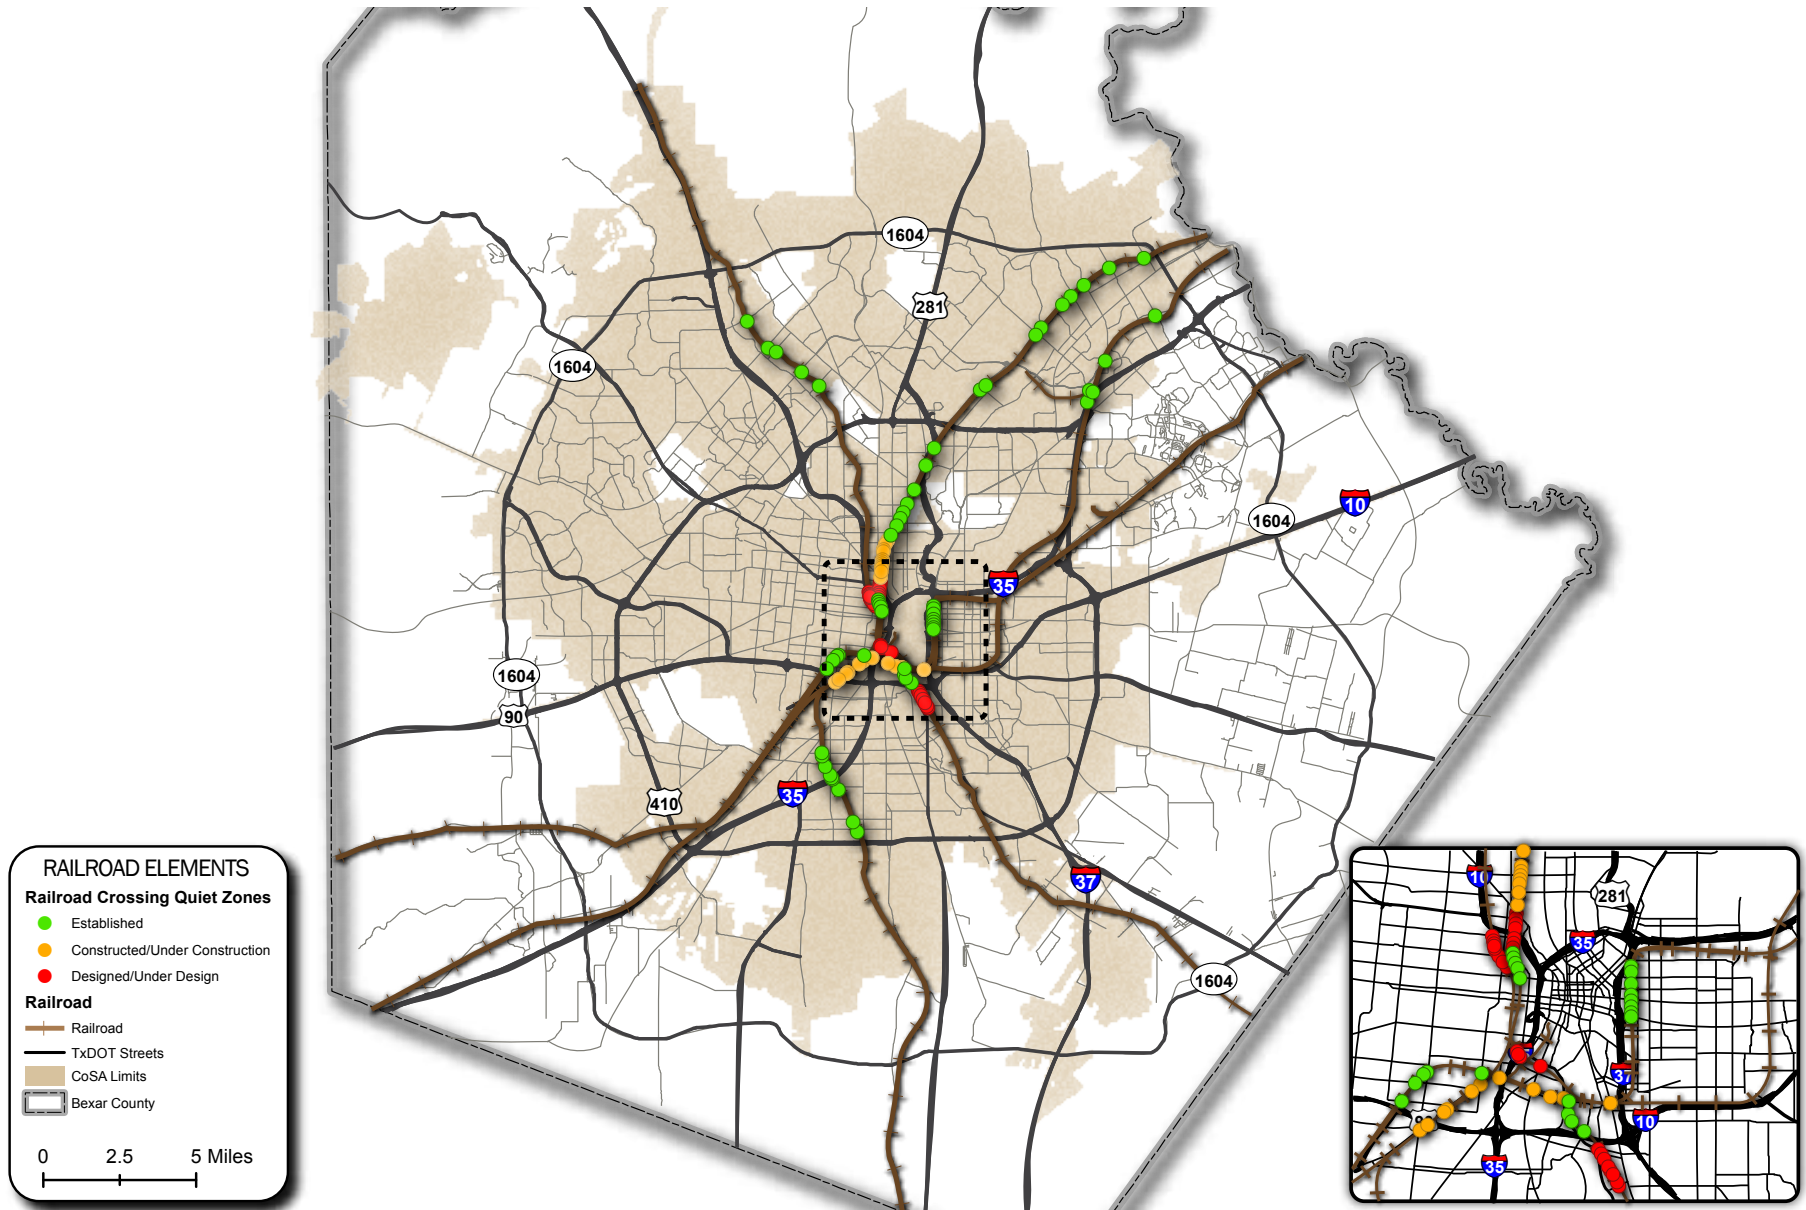 1604
281
1604
10
1604
35
1604
90
410
35
37
1604
RAILROAD ELEMENTS
Railroad Crossing Quiet Zones
Established
Constructed/Under Construction
Designed/Under Design
Railroad
Railroad
TxDOT Streets
CoSA Limits
Bexar County
0 2.5 5 Miles
10
281
35
37
10
35